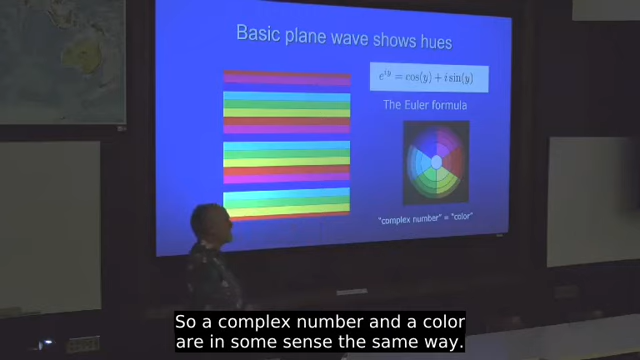 Basic plane wave shows hues
e^{iy} = cos(y) + i sin(y)
The Euler formula
"complex number" = "color"
So a complex number and a color
are in some sense the same way.